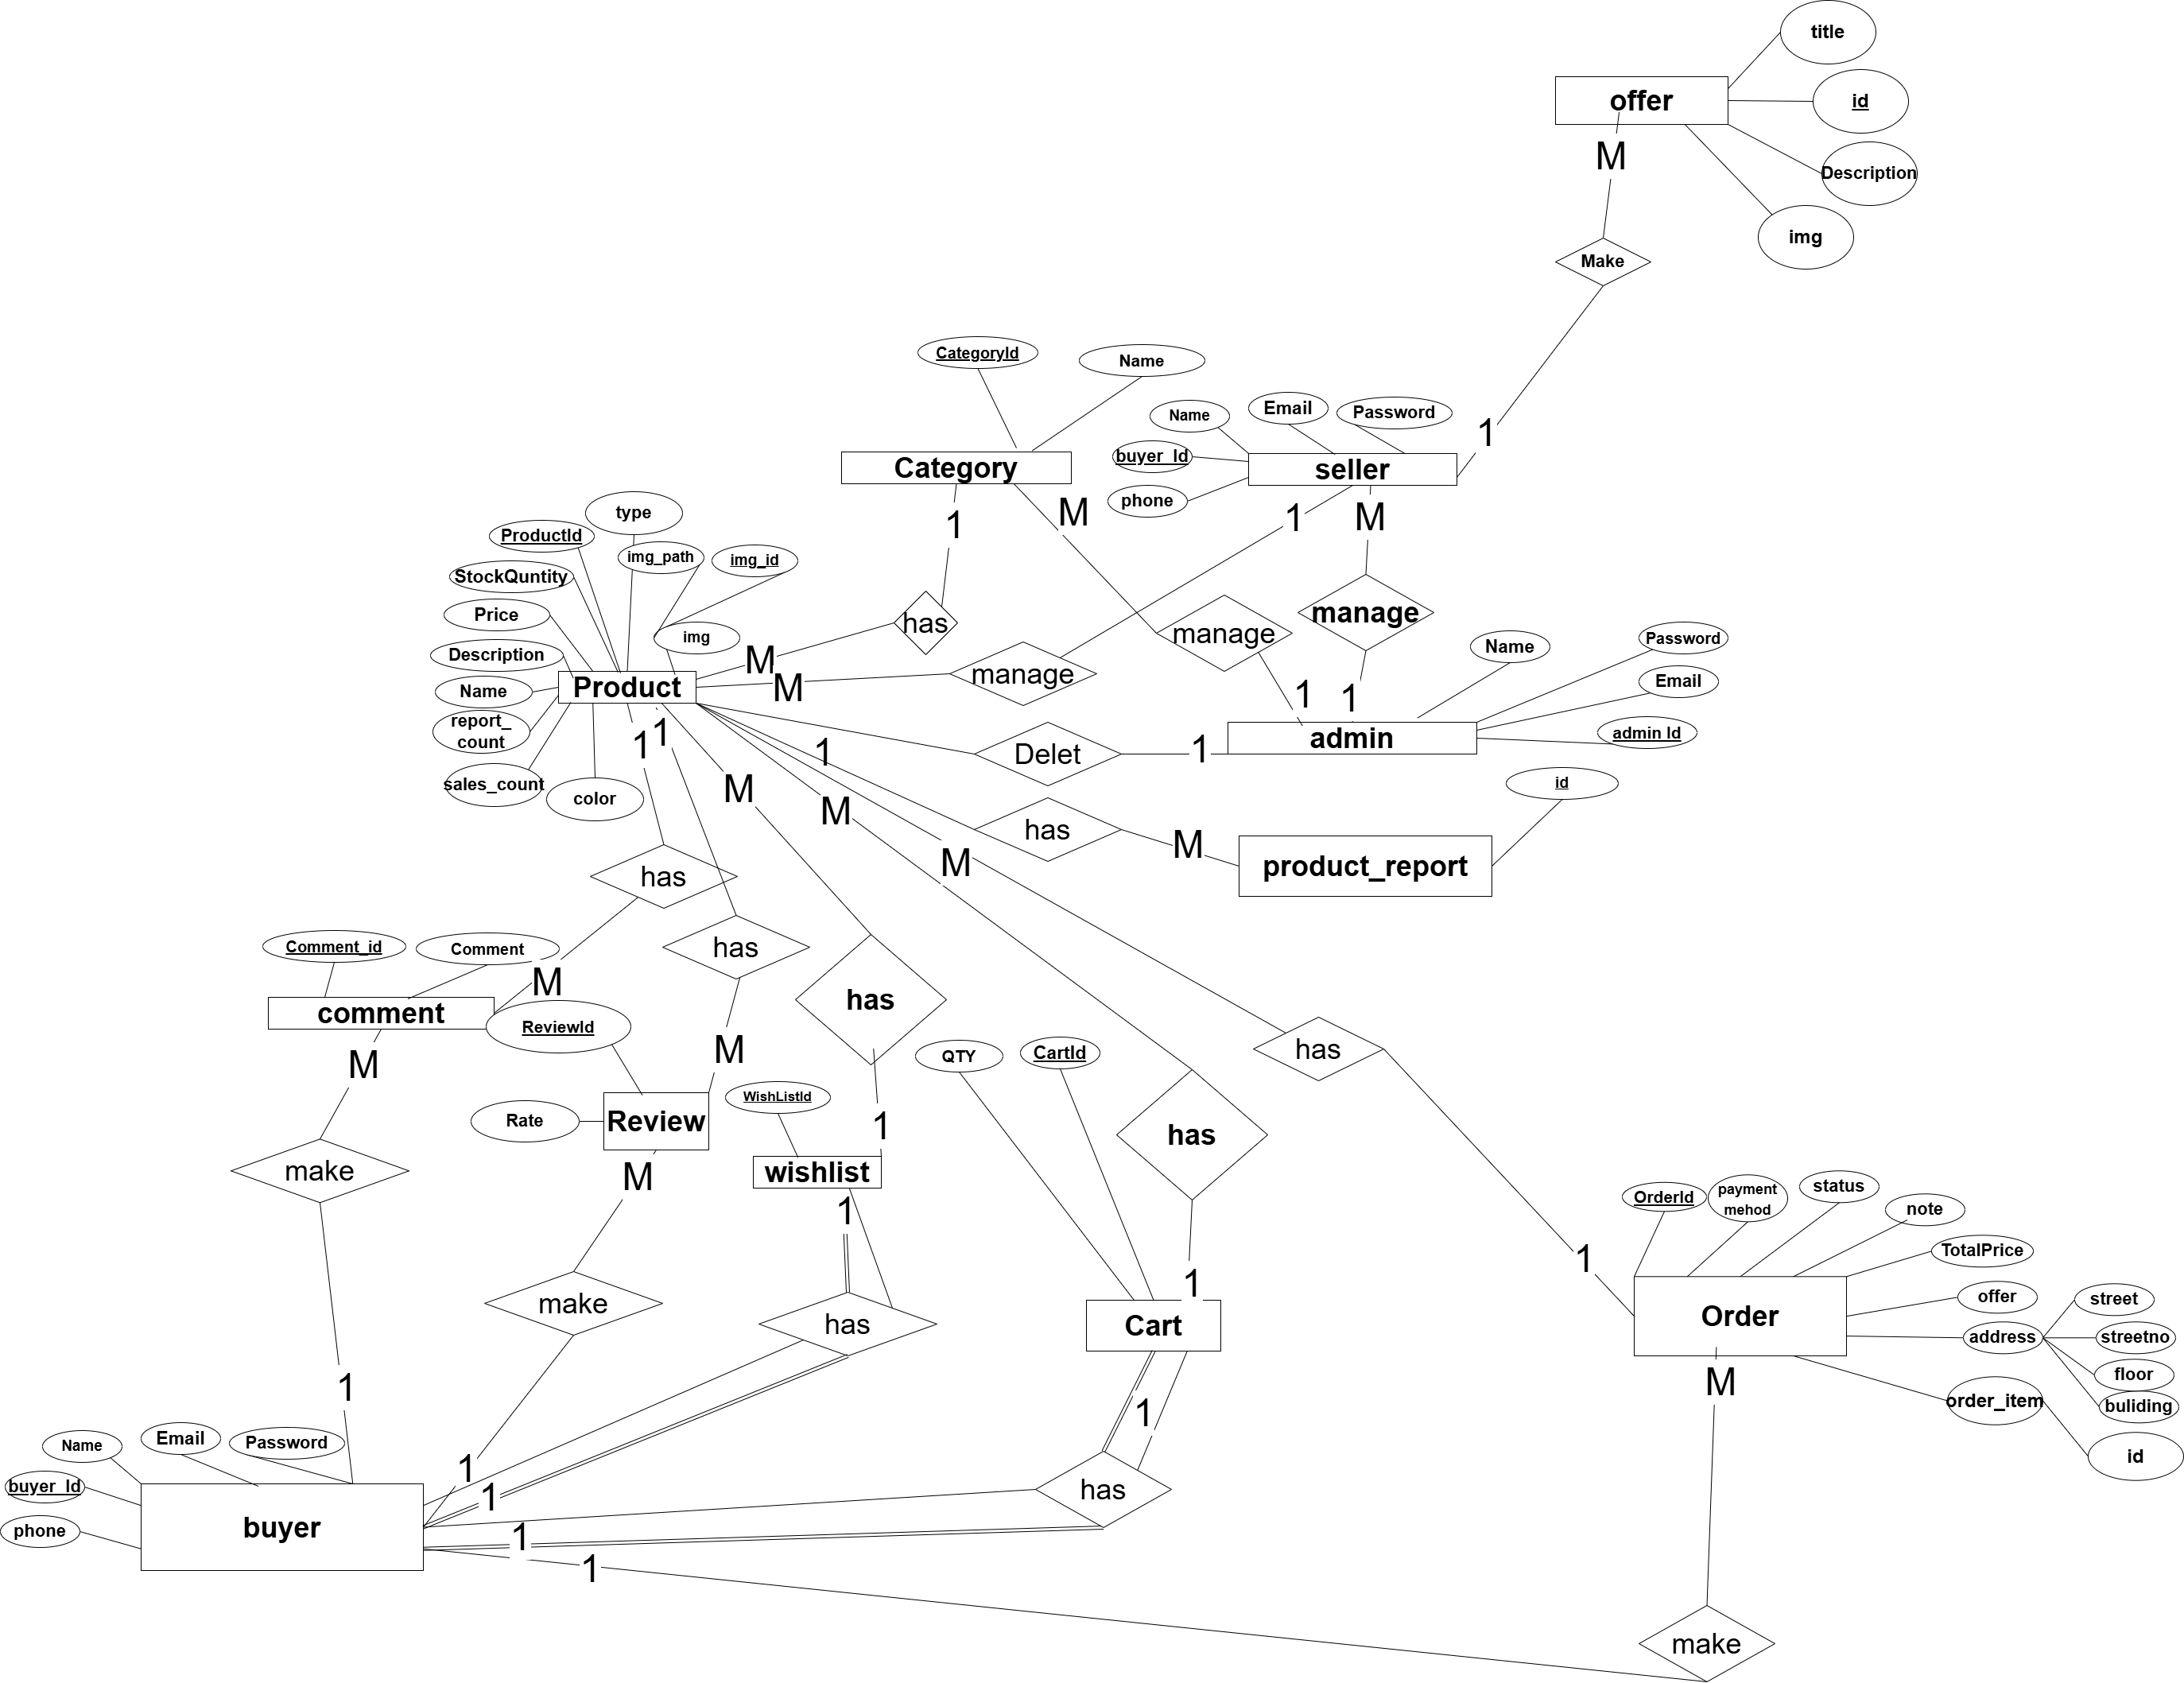 title
offer
id
M
Description
img
Make
CategoryId
Name
Name
Email
Password
1
Category
buyer_Id
seller
phone
M
1
1
M
type
ProductId
img_path
img_id
StockQuntity
Price
has
manage
manage
img
Name
Password
Description
M
manage
Product
M
Name
Email
1
1
report_
count
1
1
admin Id
admin
1
Delet
1
sales_count
color
M
id
M
has
M
product_report
M
has
Comment_id
Comment
has
M
has
comment
ReviewId
M
M
QTY
CartId
has
WishListId
Rate
Review
1
has
make
M
wishlist
1
OrderId
payment
mehod
status
note
TotalPrice
1
1
make
has
Cart
Order
offer
address
street
streetno
floor
buliding
1
M
order_item
id
1
Name
Email
Password
1
buyer_Id
1
has
phone
buyer
1
1
make